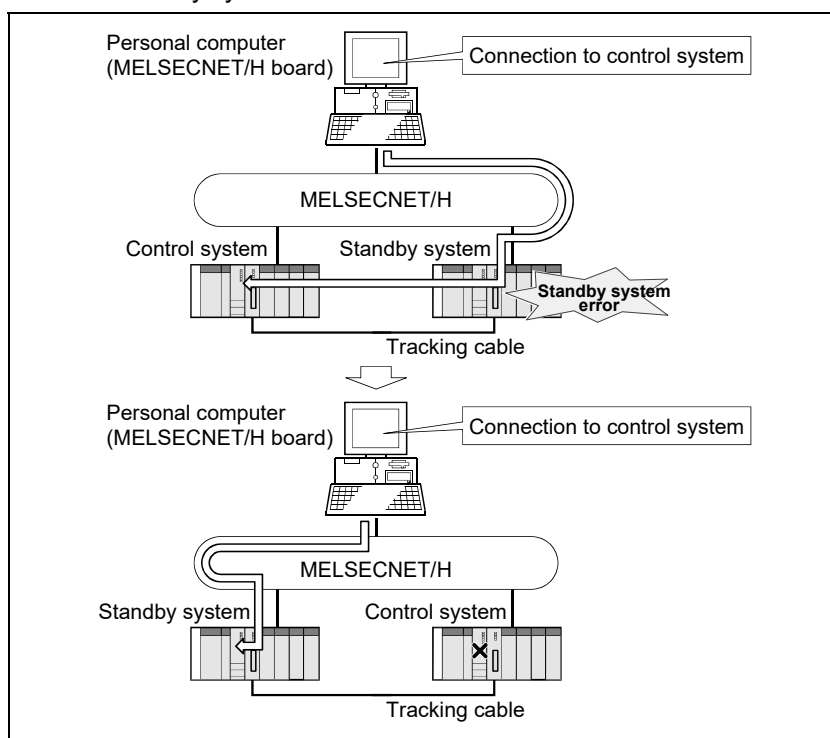 Personal computer
(MELSECNET/H board)
Connection to control system
MELSECNET/H
Control system
Standby system
Standby system
error
Tracking cable
Personal computer
(MELSECNET/H board)
Connection to control system
MELSECNET/H
Standby system
Control system
Tracking cable